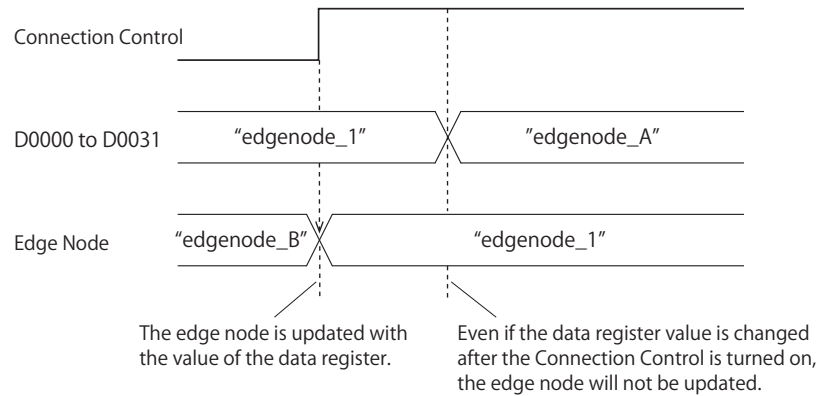 Connection Control
D0000 to D0031
“edgenode_1”
”edgenode_A”
Edge Node
“edgenode_B”
“edgenode_1”
The edge node is updated with
the value of the data register.
Even if the data register value is changed
after the Connection Control is turned on,
the edge node will not be updated.